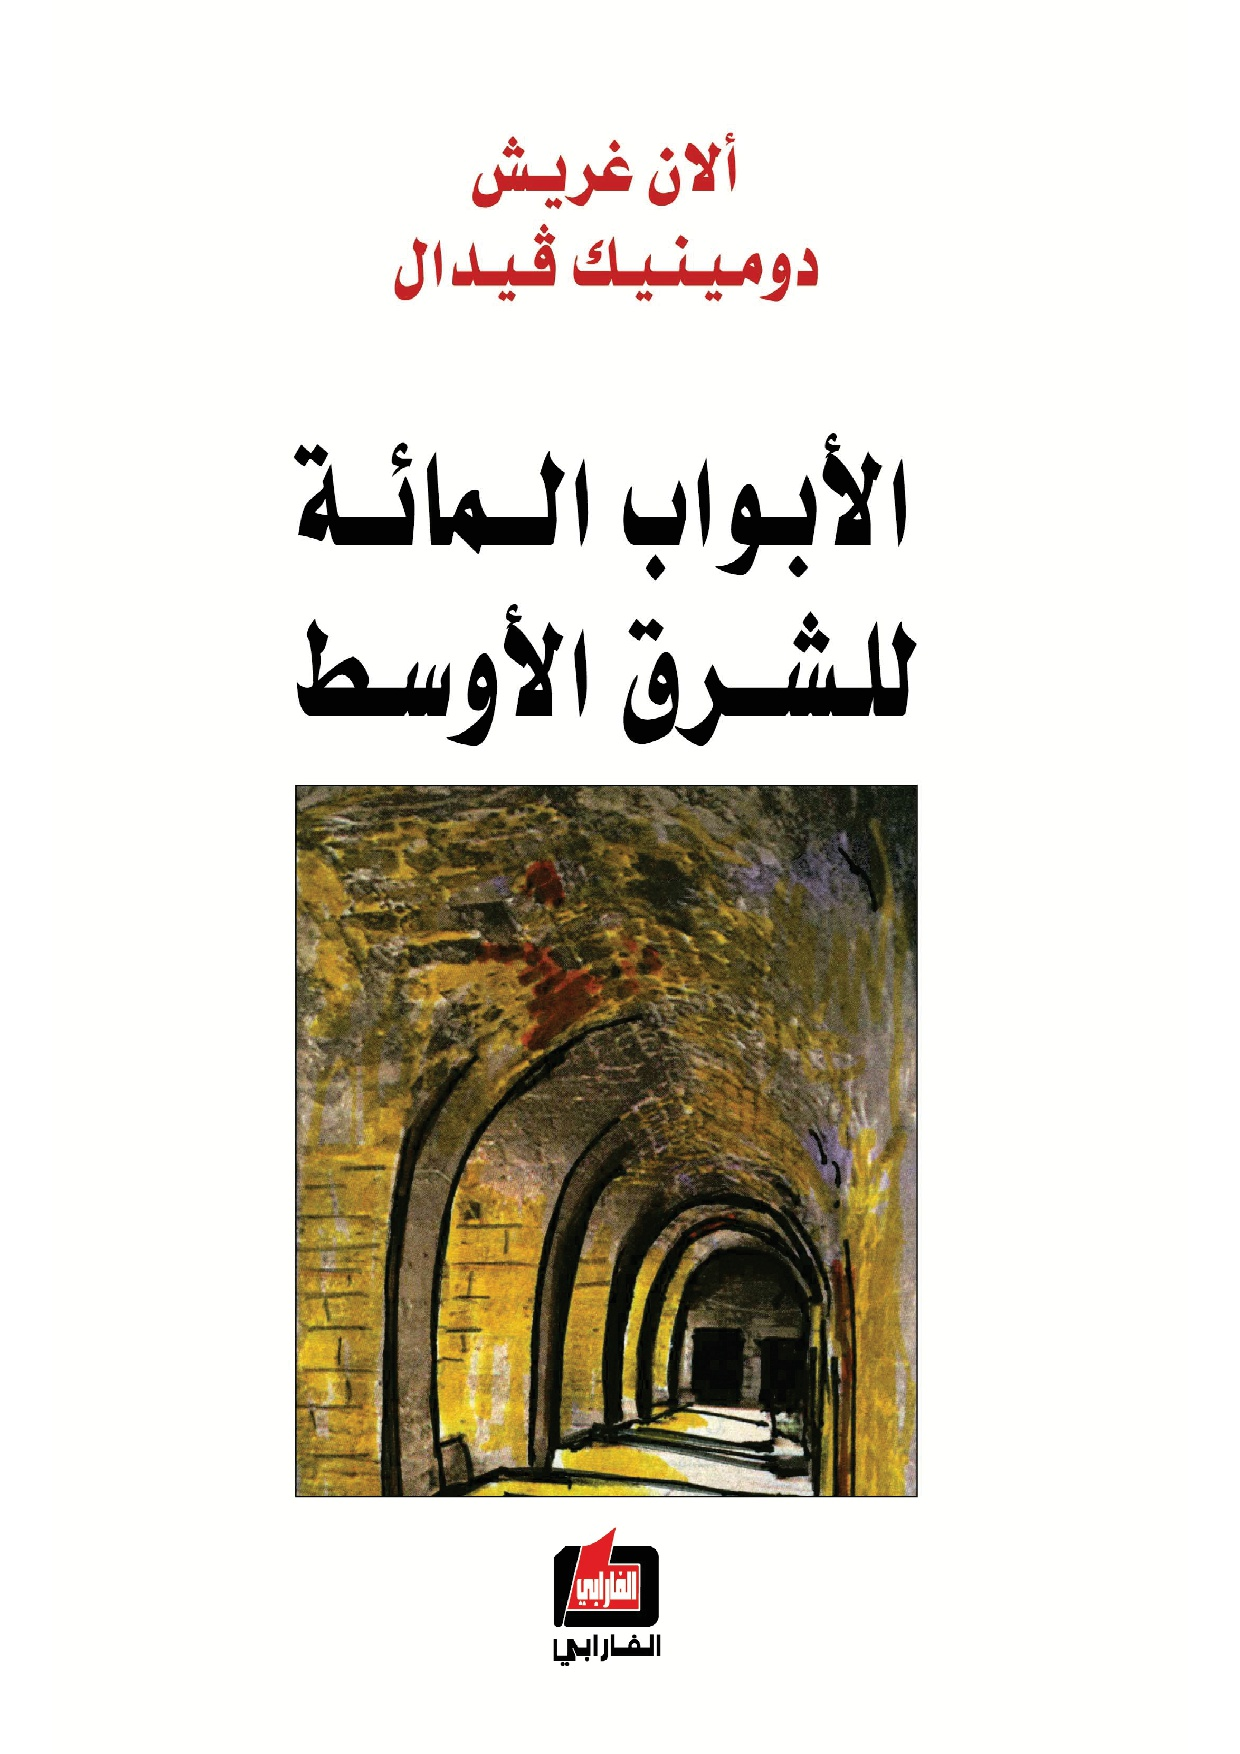 ألان غريش
دومينيك ڤيدال
الأبواب المائة
للشرق الأوسط
الفارابي
الفارابي